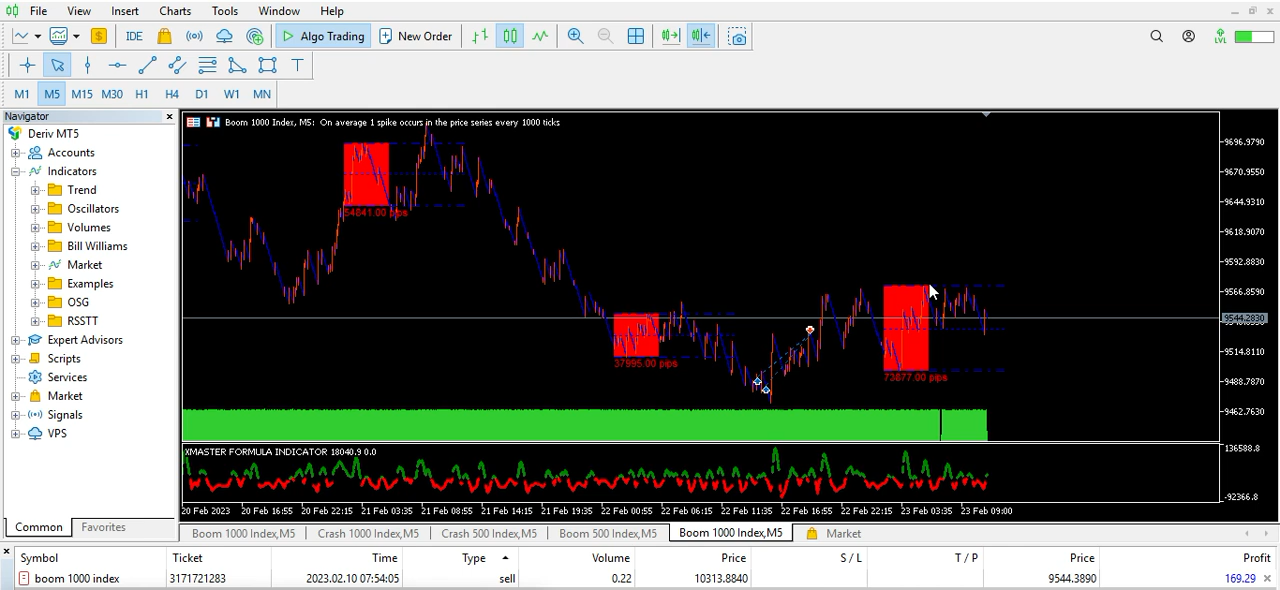 File View Insert Charts Tools Window Help
IDE Algo Trading New Order LVL
T
M1 M5 M15 M30 H1 H4 D1 W1 MN
Navigator
Deriv MT5
Accounts
Indicators
Trend
Oscillators
Volumes
Bill Williams
Market
Examples
OSG
RSSTT
Expert Advisors
Scripts
Services
Market
Signals
VPS
Common Favorites
Boom 1000 Index, M5: On average 1 spike occurs in the price series every 1000 ticks
54841.00 pips
37995.00 pips
73877.00 pips
9696.9790
9670.9550
9644.9310
9618.9070
9592.8830
9566.8590
9544.2830
9514.8110
9488.7870
9462.7630
XMASTER FORMULA INDICATOR 18040.9 0.0
136588.8
-92366.8
20 Feb 2023 20 Feb 16:55 20 Feb 22:15 21 Feb 03:35 21 Feb 08:55 21 Feb 14:15 21 Feb 19:35 22 Feb 00:55 22 Feb 06:15 22 Feb 11:35 22 Feb 16:55 22 Feb 22:15 23 Feb 03:35 23 Feb 09:00
Boom 1000 Index,M5 Crash 1000 Index,M5 Crash 500 Index,M5 Boom 500 Index,M5 Boom 1000 Index,M5 Market
Symbol Ticket Time Type Volume Price S / L T / P Price Profit
boom 1000 index 3171721283 2023.02.10 07:54:05 sell 0.22 10313.8840 9544.3890 169.29